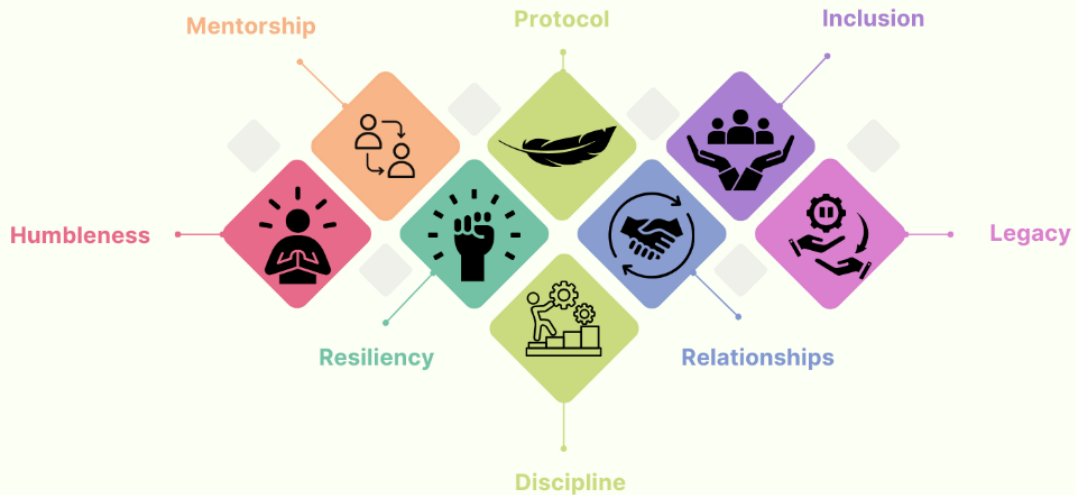 Mentorship
Protocol
Inclusion
Humbleness
Legacy
Resiliency
Relationships
Discipline